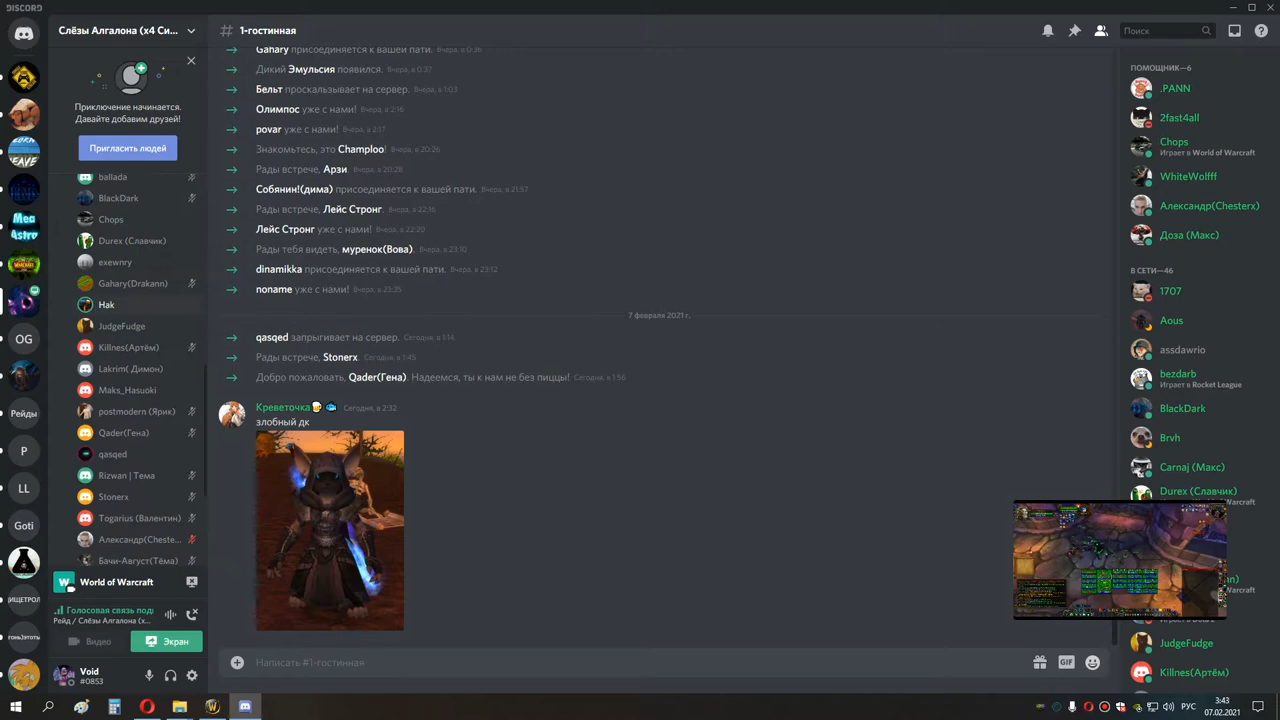 DISCORD
Слёзы Алгалона (x4 Си...
1-гостинная
Поиск
Приключение начинается.
Давайте добавим друзей!
Пригласить людей
ballada
BlackDark
Chops
Durex (Славчик)
exewnry
Gahary(Drakann)
Hak
JudgeFudge
Killnes(Артём)
Lakrim( Димон)
Maks_Hasuoki
postmodern (Ярик)
Qader(Гена)
qasqed
Rizwan | Тема
Stonerx
Togarius (Валентин)
Александр(Cheste...
Бачи-Август(Тёма)
World of Warcraft
Голосовая связь под
Рейд / Слёзы Алгалона (x...
Видео
Экран
Void
#0853
Mea
Astro
EAVE
OG
Рейды
P
LL
Goti
ИЩЕТРОЛ
Gahary присоединяется к вашей пати. Вчера, в 0:36
Дикий Эмульсия появился. Вчера, в 0:37
Бельт проскальзывает на сервер. Вчера, в 1:03
Олимпос уже с нами! Вчера, в 2:16
povar уже с нами! Вчера, в 2:17
Знакомьтесь, это Champloo! Вчера, в 20:26
Рады встрече, Арзи. Вчера, в 20:28
Собянин!(дима) присоединяется к вашей пати. Вчера, в 21:57
Рады встрече, Лейс Стронг. Вчера, в 22:16
Лейс Стронг уже с нами! Вчера, в 22:20
Рады тебя видеть, муренок(Вова). Вчера, в 23:10
dinamikka присоединяется к вашей пати. Вчера, в 23:12
noname уже с нами! Вчера, в 23:35
7 февраля 2021 г.
qasqed запрыгивает на сервер. Сегодня, в 1:14
Рады встрече, Stonerx. Сегодня, в 1:45
Добро пожаловать, Qader(Гена). Надеемся, ты к нам не без пиццы! Сегодня, в 1:56
Креветочка Сегодня, в 2:32
злобный дк
Написать #1-гостинная
GIF
ПОМОЩНИК—6
.PANN
2fast4all
Chops
Играет в World of Warcraft
WhiteWolfff
Александр(Chesterx)
Доза (Макс)
В СЕТИ—46
1707
Aous
assdawrio
bezdarb
Играет в Rocket League
BlackDark
Brvh
Carnaj (Макс)
Durex (Славчик)
JudgeFudge
Killnes(Артём)
РУС
3:43
07.02.2021